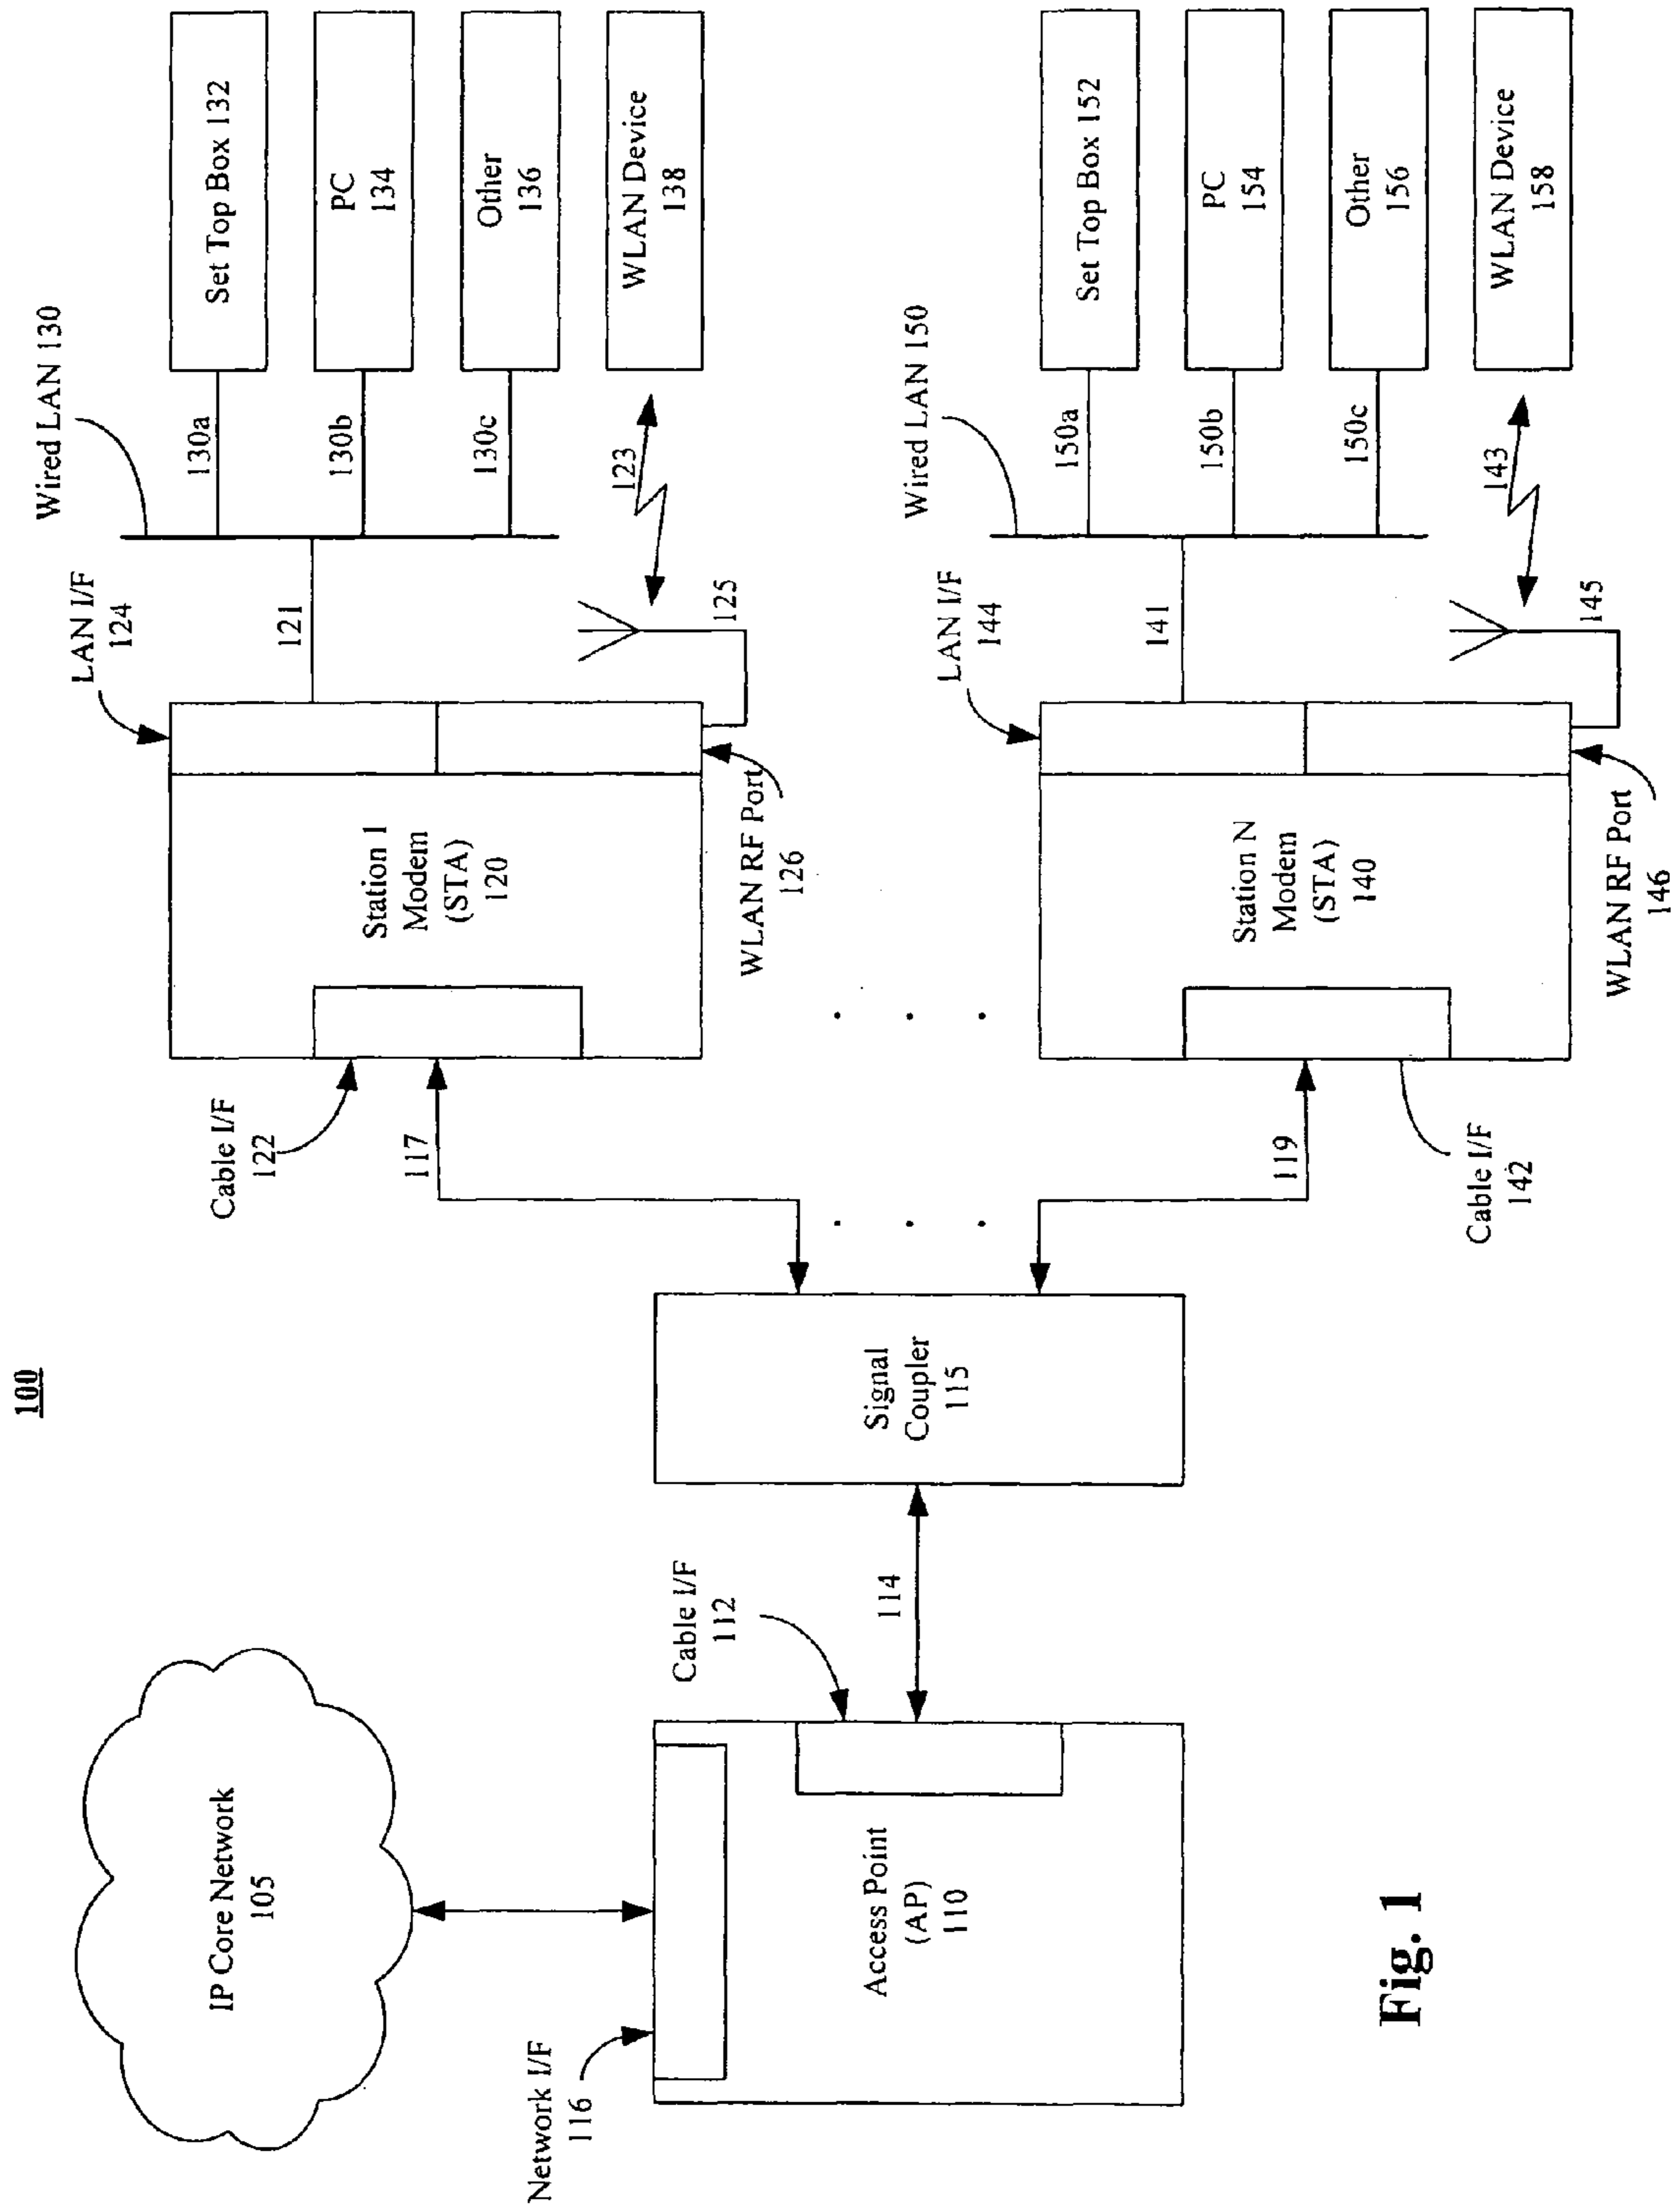 100
IP Core Network
105
Network I/F
116
Access Point
(AP)
110
Cable I/F
112
114
Signal
Coupler
115
117
119
Cable I/F
122
Station 1
Modem
(STA)
120
LAN I/F
124
WLAN RF Port
126
121
125
123
Wired LAN 130
130a
130b
130c
Set Top Box 132
PC
134
Other
136
WLAN Device
138
Cable I/F
142
Station N
Modem
(STA)
140
LAN I/F
144
WLAN RF Port
146
141
145
143
Wired LAN 150
150a
150b
150c
Set Top Box 152
PC
154
Other
156
WLAN Device
158
Fig. 1